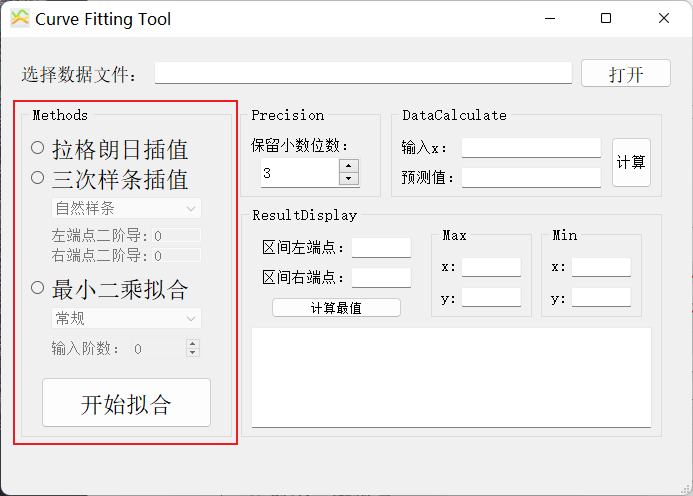 Curve Fitting Tool
选择数据文件：
打开
Methods
拉格朗日插值
三次样条插值
自然样条
左端点二阶导: 0
右端点二阶导: 0
最小二乘拟合
常规
输入阶数： 0
开始拟合
Precision
保留小数位数：
3
DataCalculate
输入x：
预测值：
计算
ResultDisplay
区间左端点：
区间右端点：
计算最值
Max
x:
y:
Min
x:
y: